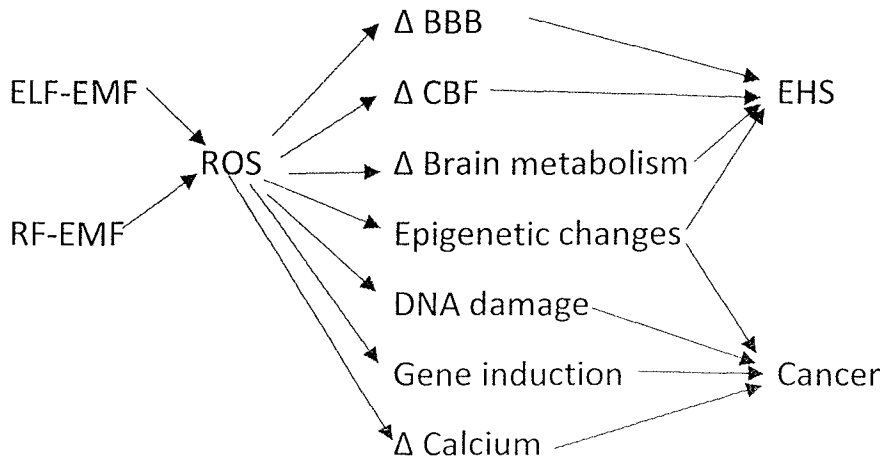 Δ BBB
ELF-EMF
Δ CBF
EHS
ROS
Δ Brain metabolism
RF-EMF
Epigenetic changes
DNA damage
Gene induction
Cancer
Δ Calcium